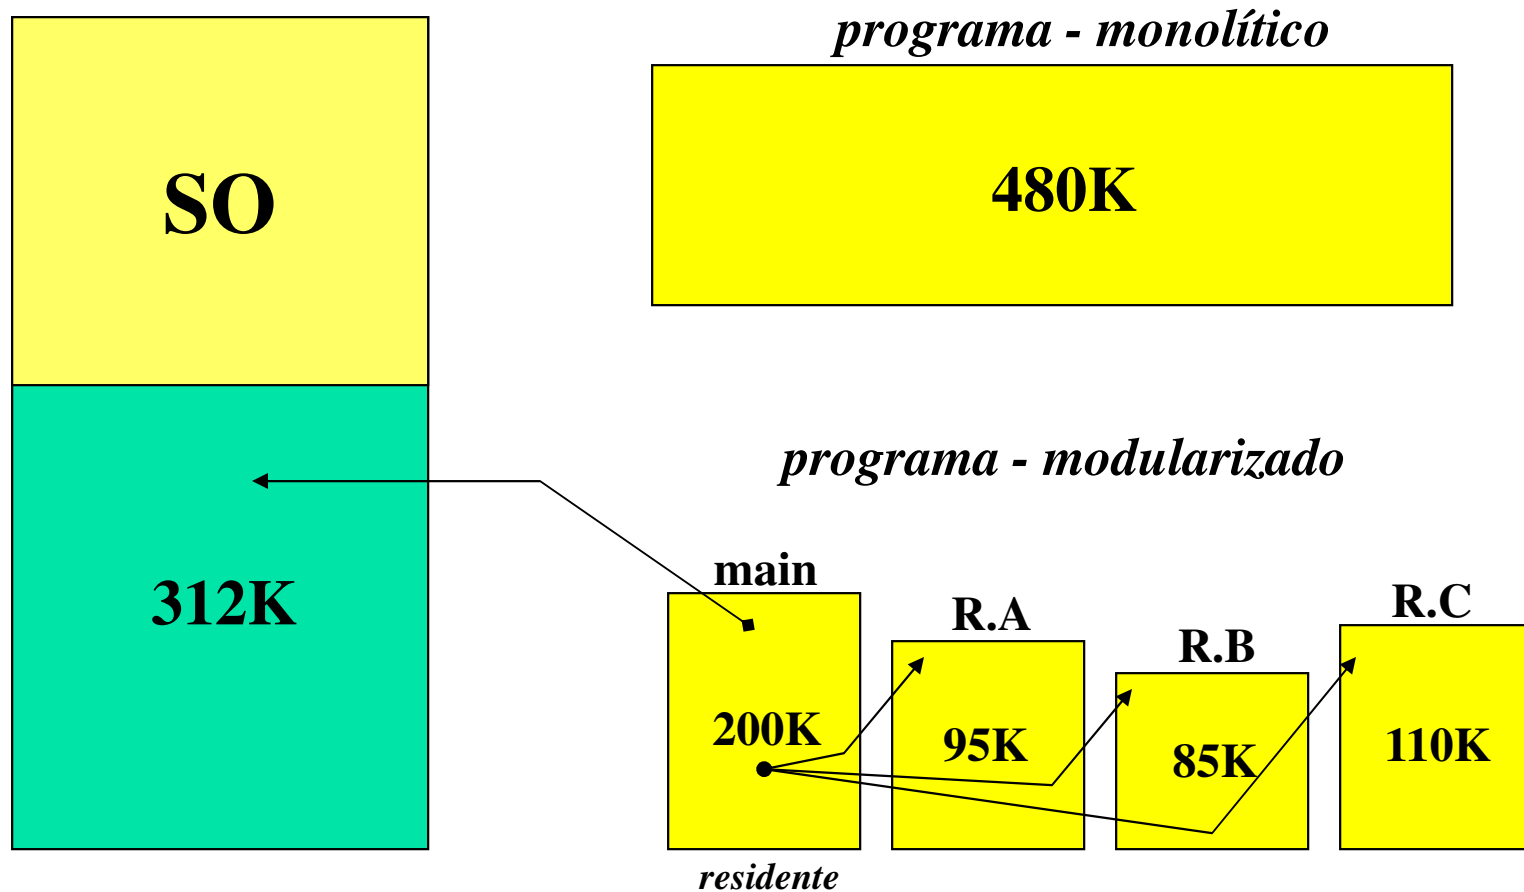 programa - monolítico
SO
480K
programa - modularizado
312K
main
R.A
R.B
R.C
200K
95K
85K
110K
residente